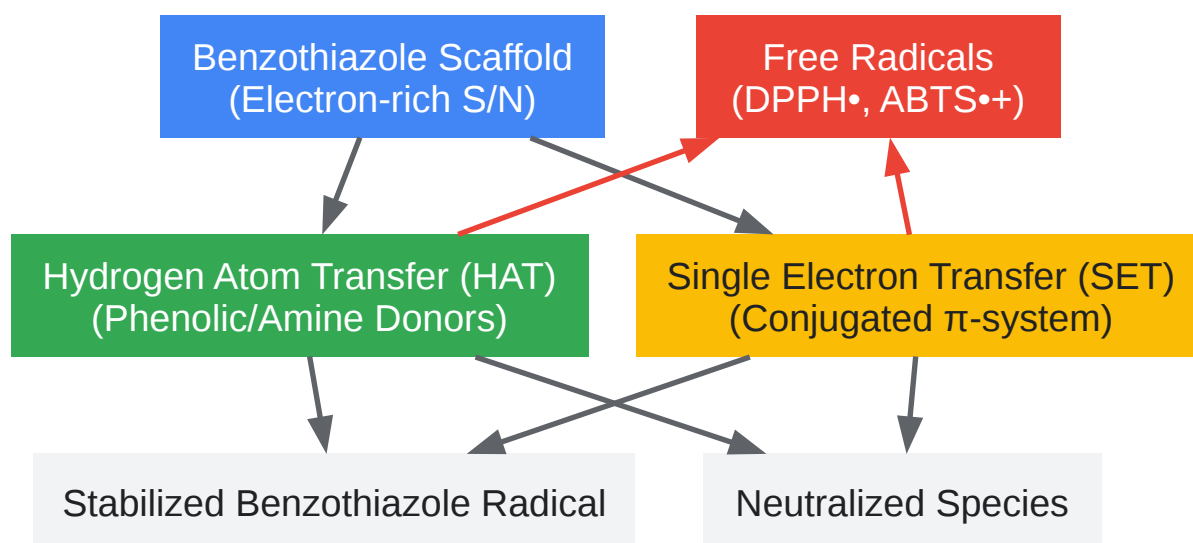 Benzothiazole Scaffold
(Electron-rich S/N)
Free Radicals
(DPPH•, ABTS•+)
Hydrogen Atom Transfer (HAT)
(Phenolic/Amine Donors)
Single Electron Transfer (SET)
(Conjugated π-system)
Stabilized Benzothiazole Radical
Neutralized Species